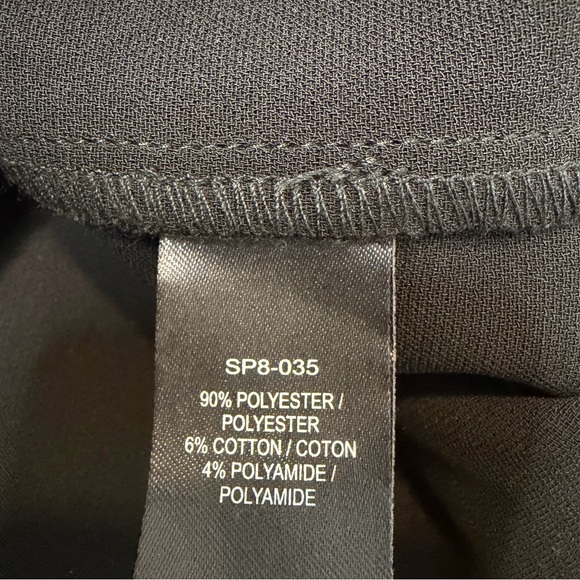 SP8-035
90% POLYESTER /
POLYESTER
6% COTTON / COTON
4% POLYAMIDE /
POLYAMIDE